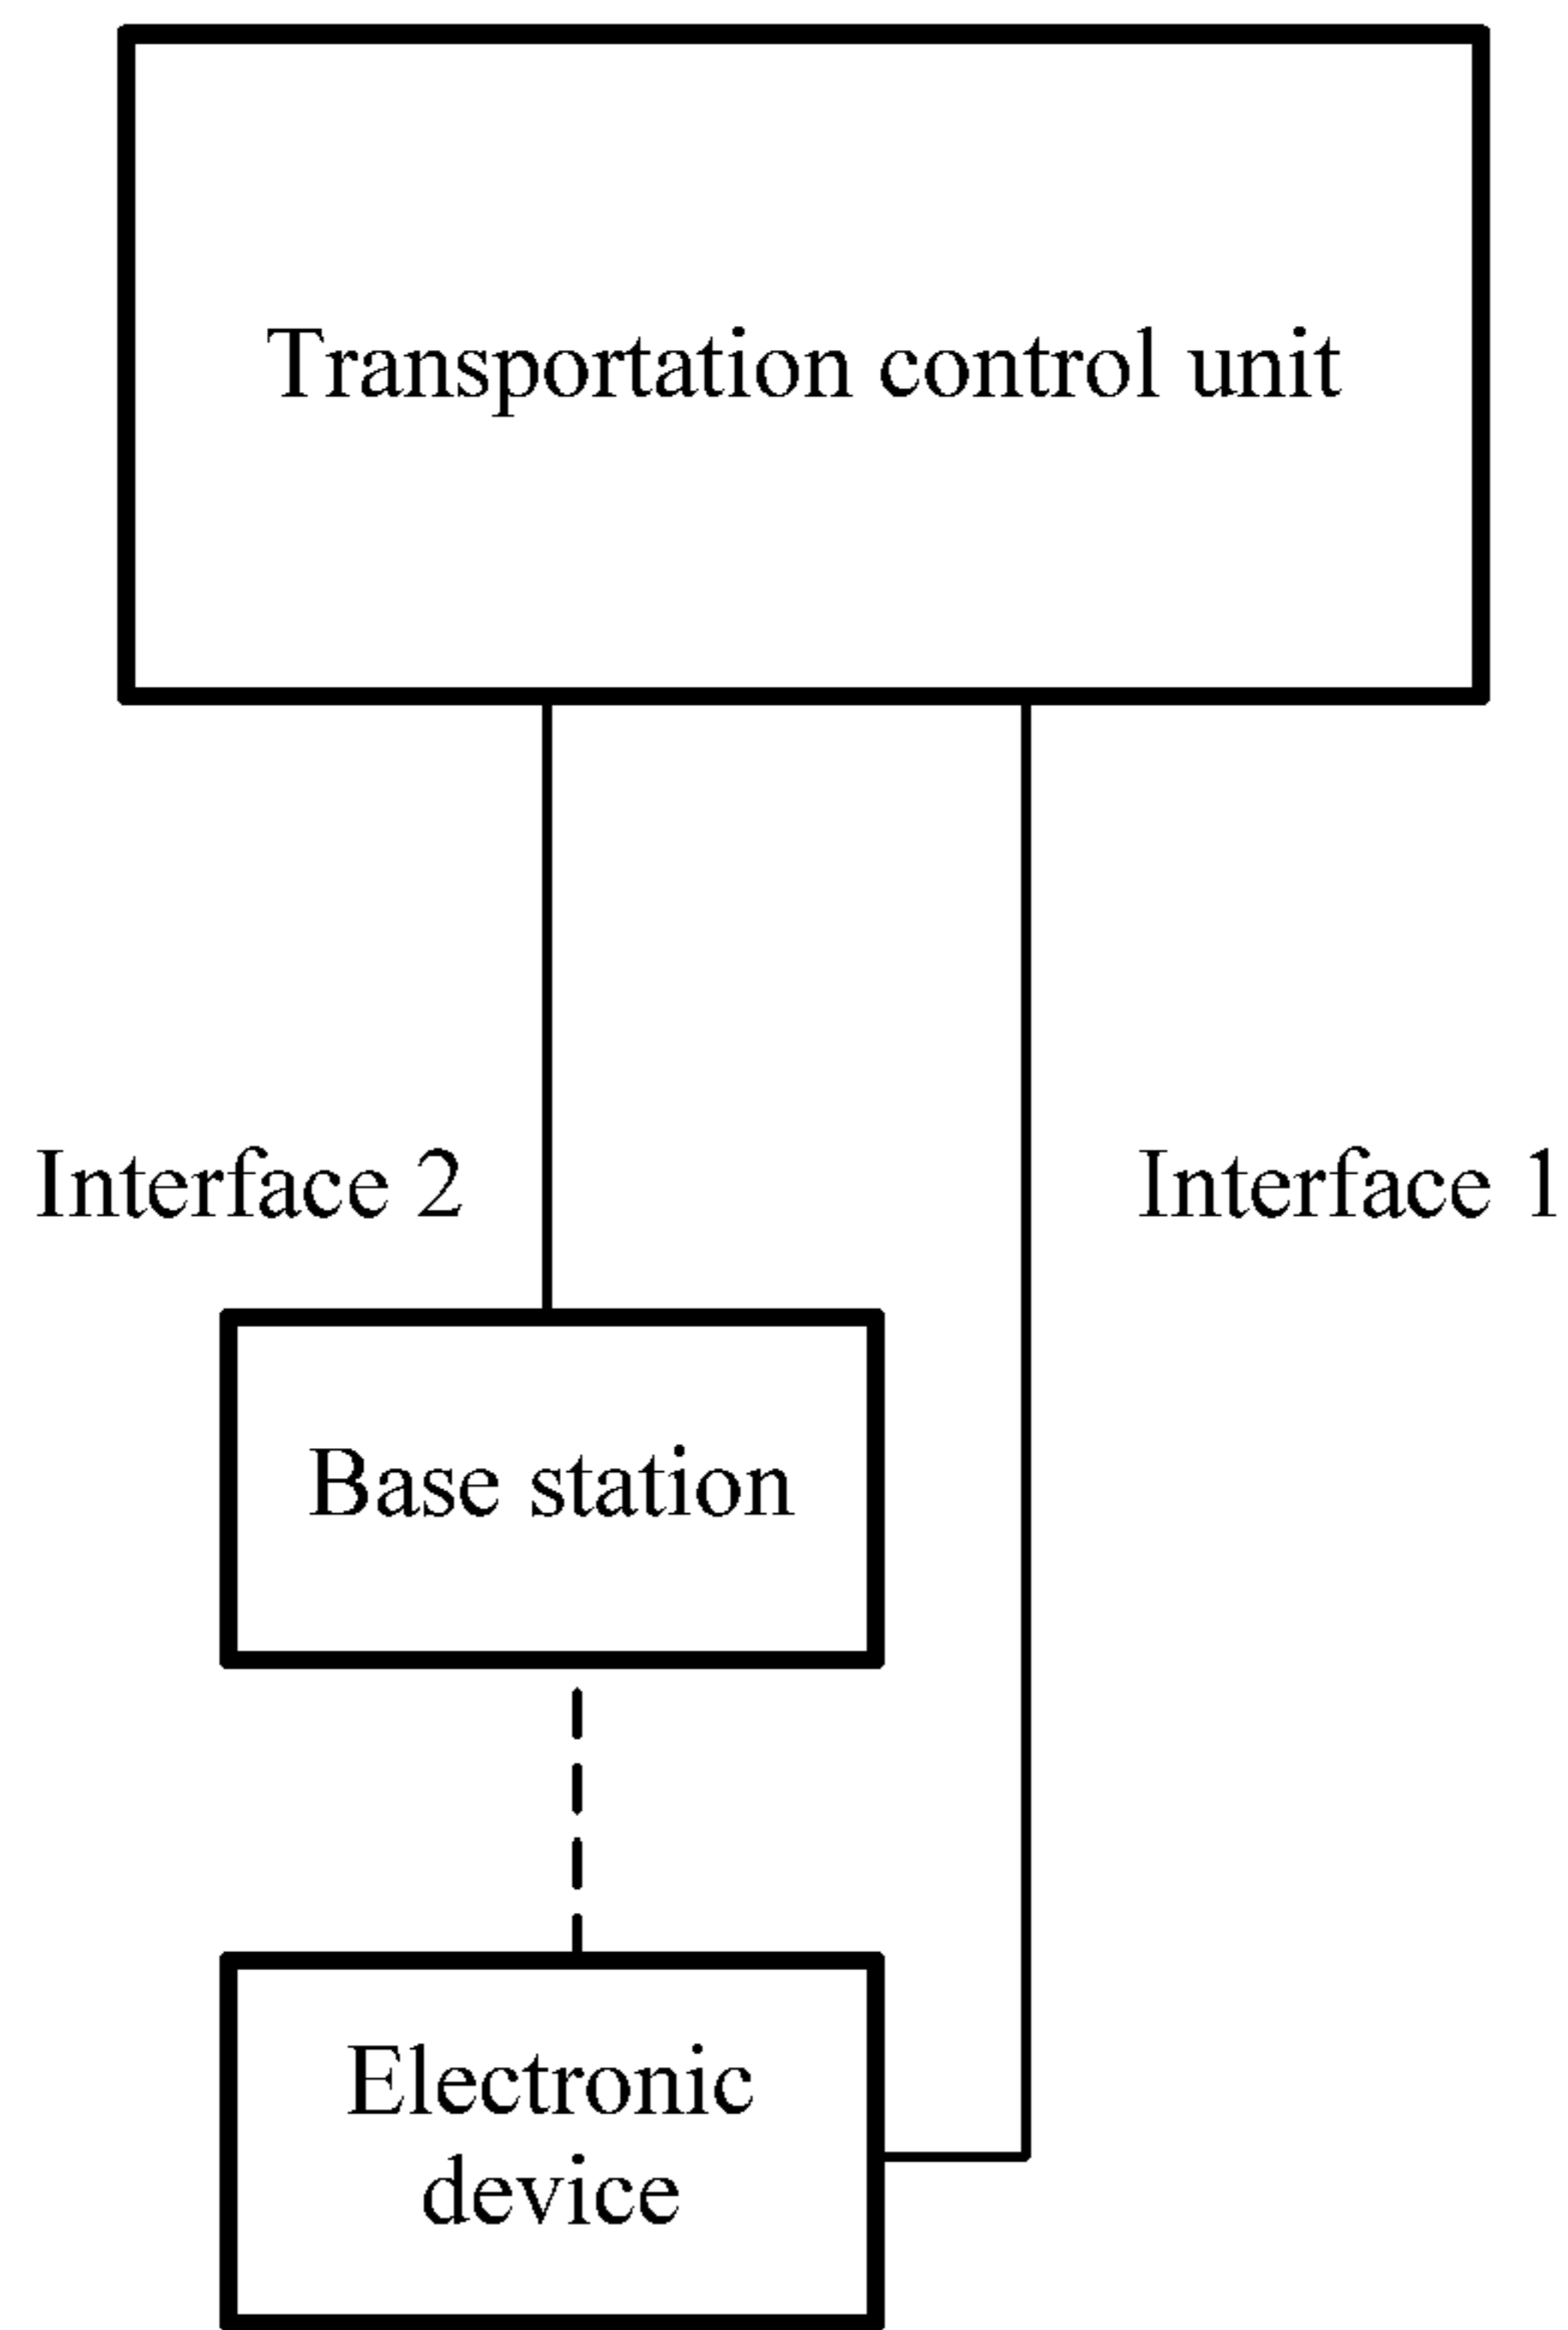 Transportation control unit
Interface 2
Interface 1
Base station
Electronic
device